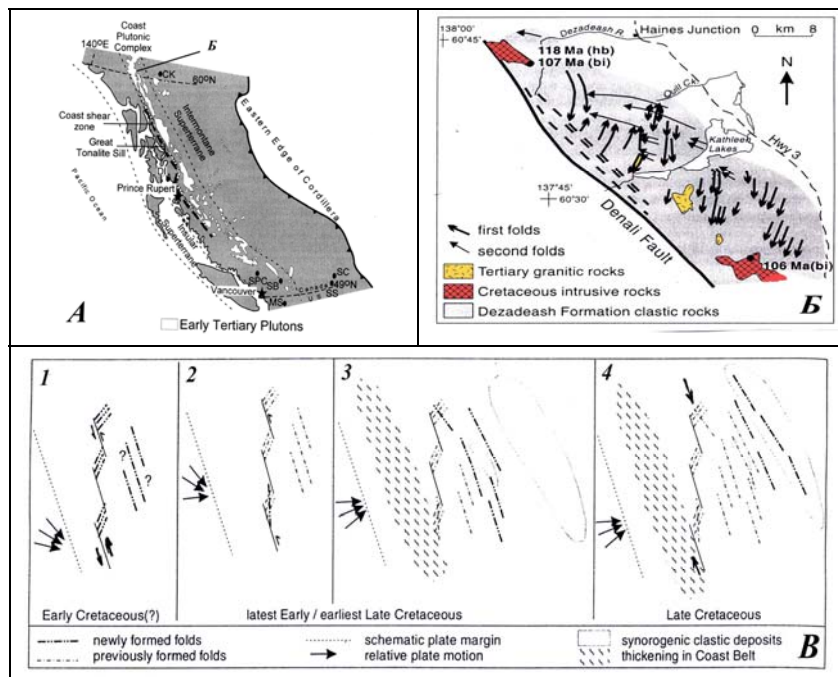 Coast
Plutonic
Complex
140°E
Б
CK
60°N
Coast shear
zone
Intermontane
Superterrane
Eastern Edge of Cordillera
Great
Tonalite Sill
Pacific Ocean
Prince Rupert
Insular
Superterrane
SPC
SB
SC
Vancouver
Canada
49°N
US
SS
MS
А
Early Tertiary Plutons
138°00'
60°45'
Dezadeash R.
Haines Junction
0 km 8
118 Ma (hb)
107 Ma (bi)
N
Quill Ck
Kathleen
Lakes
Hwy 3
137°45'
60°30'
Denali Fault
first folds
second folds
106 Ma(bi)
Tertiary granitic rocks
Cretaceous intrusive rocks
Dezadeash Formation clastic rocks
Б
1
2
3
4
?
?
Early Cretaceous(?)
latest Early / earliest Late Cretaceous
Late Cretaceous
newly formed folds
previously formed folds
schematic plate margin
relative plate motion
synorogenic clastic deposits
thickening in Coast Belt
В